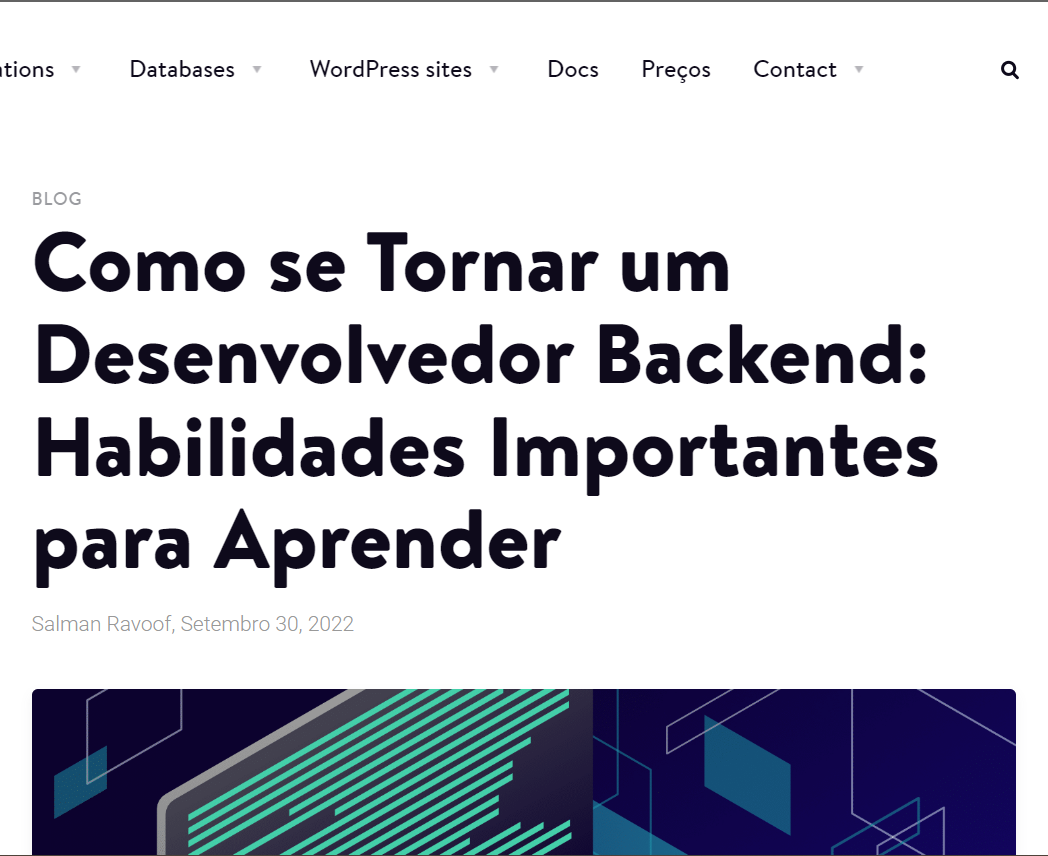 Databases WordPress sites Docs Preços Contact
BLOG
Como se Tornar um
Desenvolvedor Backend:
Habilidades Importantes
para Aprender
Salman Ravoof, Setembro 30, 2022